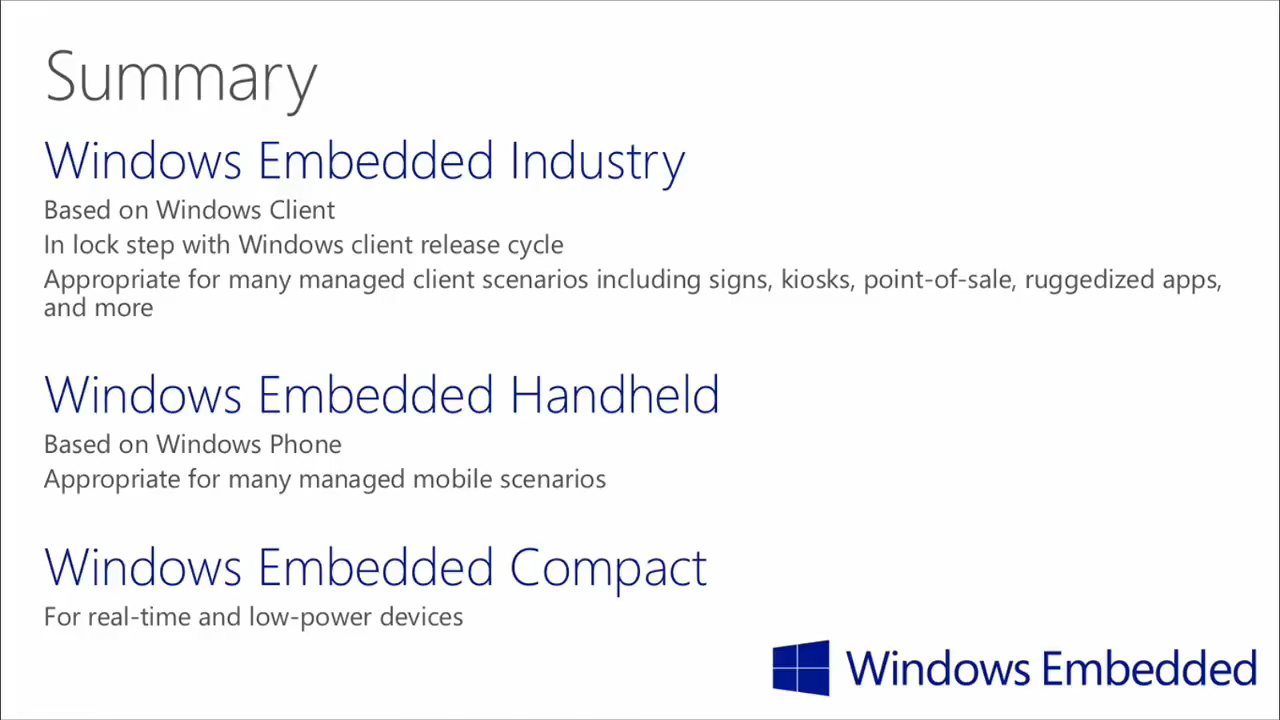 Summary
Windows Embedded Industry
Based on Windows Client
In lock step with Windows client release cycle
Appropriate for many managed client scenarios including signs, kiosks, point-of-sale, ruggedized apps,
and more
Windows Embedded Handheld
Based on Windows Phone
Appropriate for many managed mobile scenarios
Windows Embedded Compact
For real-time and low-power devices
Windows Embedded